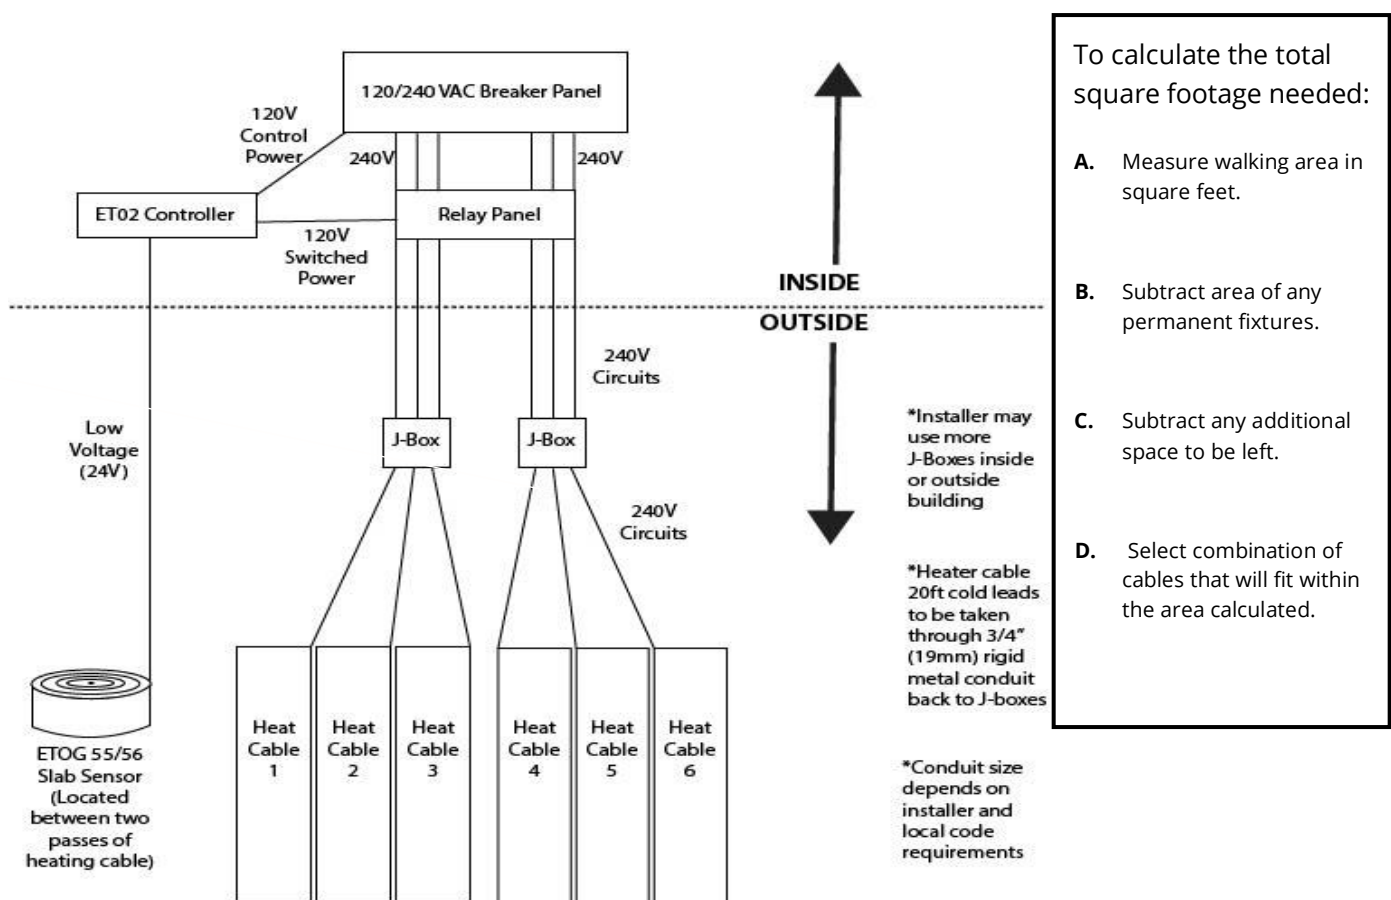 120/240 VAC Breaker Panel
120V
Control
Power
240V
240V
ET02 Controller
Relay Panel
120V
Switched
Power
INSIDE
OUTSIDE
240V
Circuits
Low
Voltage
(24V)
J-Box
J-Box
240V
Circuits
ETOG 55/56
Slab Sensor
(Located
between two
passes of
heating cable)
Heat
Cable
1
Heat
Cable
2
Heat
Cable
3
Heat
Cable
4
Heat
Cable
5
Heat
Cable
6
*Installer may
use more
J-Boxes inside
or outside
building
*Heater cable
20ft cold leads
to be taken
through 3/4”
(19mm) rigid
metal conduit
back to J-boxes
*Conduit size
depends on
installer and
local code
requirements
To calculate the total
square footage needed:
A. Measure walking area in
square feet.
B. Subtract area of any
permanent fixtures.
C. Subtract any additional
space to be left.
D. Select combination of
cables that will fit within
the area calculated.